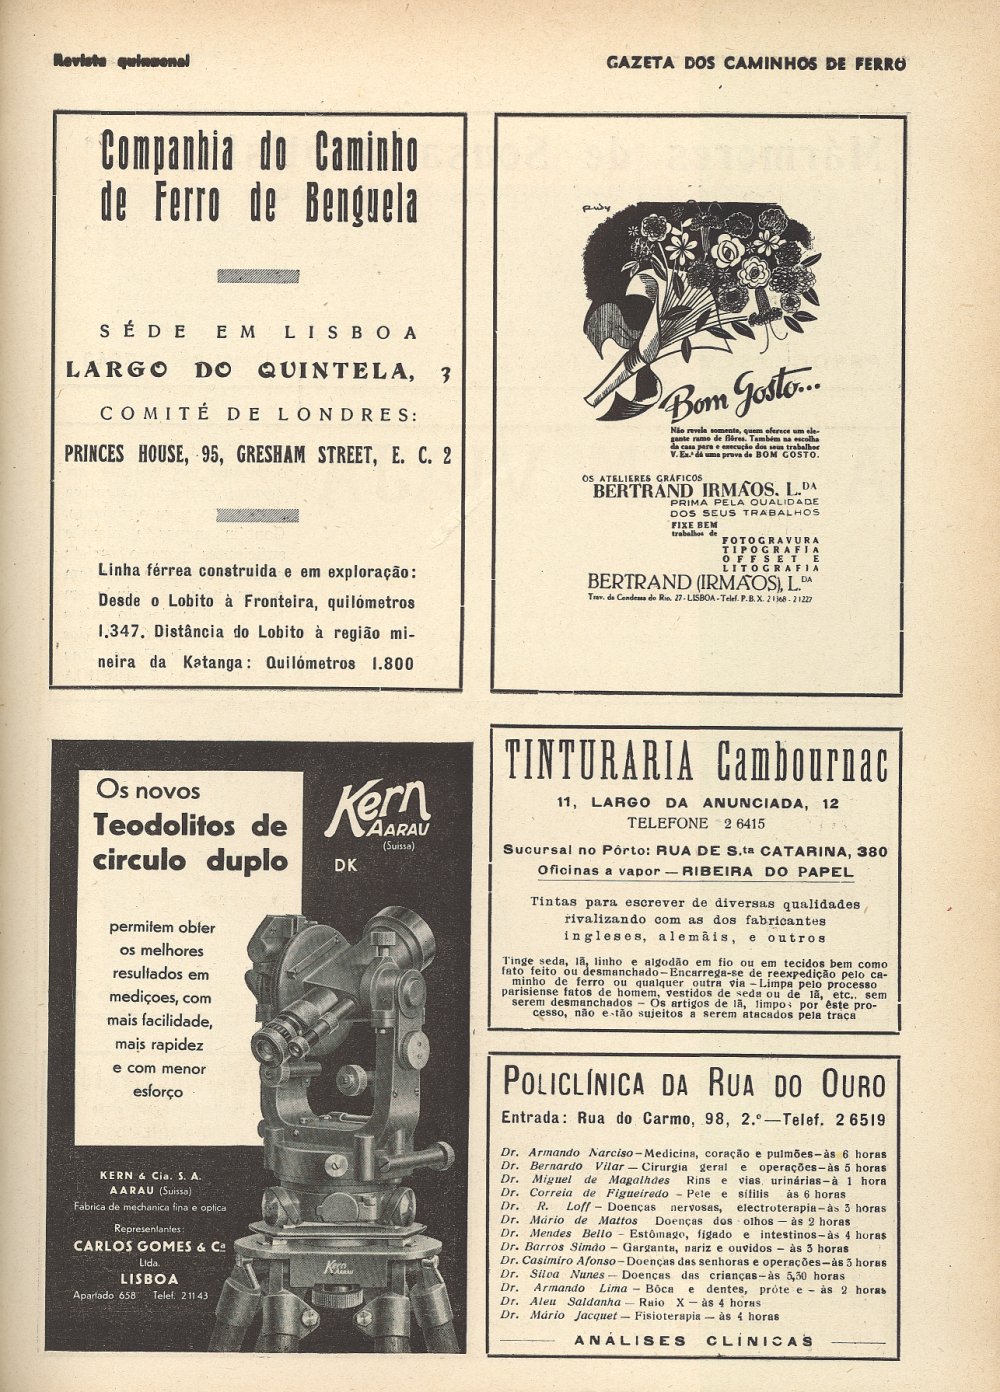 Revista quinzenal
GAZETA DOS CAMINHOS DE FERRO
Companhia do Caminho
de Ferro de Benguela
SÉDE EM LISBOA
LARGO DO QUINTELA, 3
COMITÉ DE LONDRES:
PRINCES HOUSE, 95, GRESHAM STREET, E. C. 2
Linha férrea construida e em exploração:
Desde o Lobito à Fronteira, quilómetros
1.347. Distância do Lobito à região mi-
neira da Katanga: Quilómetros 1.800
Bom Gosto...
Não revela somente, quem oferece um ele-
gante ramo de flôres. Também na escolha
da casa para e execução dos seus trabalhos
V. Ex.ª dá uma prova de BOM GOSTO.
OS ATELIERES GRÁFICOS
BERTRAND IRMÃOS, L.DA
PRIMA PELA QUALIDADE
DOS SEUS TRABALHOS
FIXE BEM
trabalhos de
FOTOGRAVURA
TIPOGRAFIA
OFFSET E
LITOGRAFIA
BERTRAND (IRMÃOS), L.DA
Trav. da Condessa do Rio, 27 - LISBOA - Telef. P. B. X. 2 1368 - 2 1227
Os novos
Teodolitos de
circulo duplo
Kern
AARAU
(Suissa)
DK
permitem obter
os melhores
resultados em
mediçoes, com
mais facilidade,
mais rapidez
e com menor
esforço
KERN & Cia. S. A.
AARAU (Suissa)
Fabrica de mechanica fina e optica
Representantes:
CARLOS GOMES & Cª
Ltda.
LISBOA
Apartado 658 Telef. 2 11 43
Kern
AARAU
TINTURARIA Cambournac
11, LARGO DA ANUNCIADA, 12
TELEFONE 2 6415
Sucursal no Pôrto: RUA DE S.ta CATARINA, 380
Oficinas a vapor — RIBEIRA DO PAPEL
Tintas para escrever de diversas qualidades
rivalizando com as dos fabricantes
ingleses, alemãis, e outros
Tinge seda, lã, linho e algodão em fio ou em tecidos bem como
fato feito ou desmanchado — Encarrega-se de reexpedição pelo ca-
minho de ferro ou qualquer outra via — Limpa pelo processo
parisiense fatos de homem, vestidos de seda ou de lã, etc., sem
serem desmanchados — Os artigos de lã, limpos por êste pro-
cesso, não estão sujeitos a serem atacados pela traça
POLICLÍNICA DA RUA DO OURO
Entrada: Rua do Carmo, 98, 2.º — Telef. 2 6519
Dr. Armando Narciso — Medicina, coração e pulmões — às 6 horas
Dr. Bernardo Vilar — Cirurgia geral e operações — às 5 horas
Dr. Miguel de Magalhães Rins e vias urinárias — à 1 hora
Dr. Correia de Figueiredo — Pele e sífilis às 6 horas
Dr. R. Loff — Doenças nervosas, electroterapia — às 3 horas
Dr. Mário de Mattos Doenças dos olhos — às 2 horas
Dr. Mendes Bello — Estômago, fígado e intestinos — às 4 horas
Dr. Barros Simão — Garganta, nariz e ouvidos — às 3 horas
Dr. Casimiro Afonso — Doenças das senhoras e operações — às 3 horas
Dr. Silva Nunes — Doenças das crianças — às 5,30 horas
Dr. Armando Lima — Bôca e dentes, próte e - às 2 horas
Dr. Aleu Saldanha — Raio X — às 4 horas
Dr. Mário Jacquet — Fisioterapia — às 4 horas
ANÁLISES CLÍNICAS